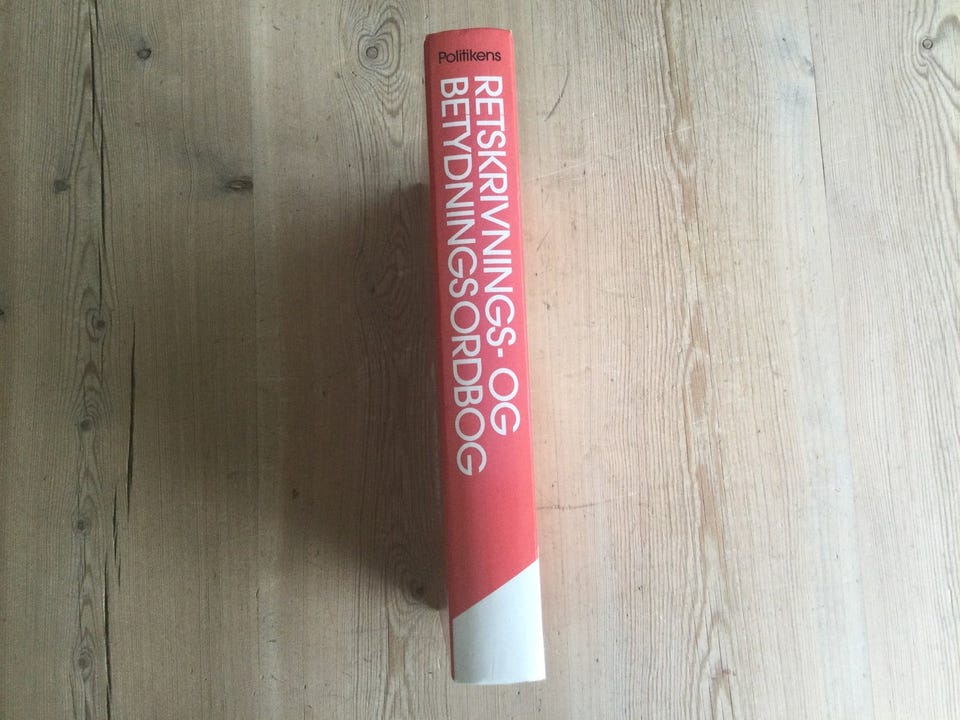 Politikens
RETSKRIVNINGS- OG
BETYDNINGSORDBOG